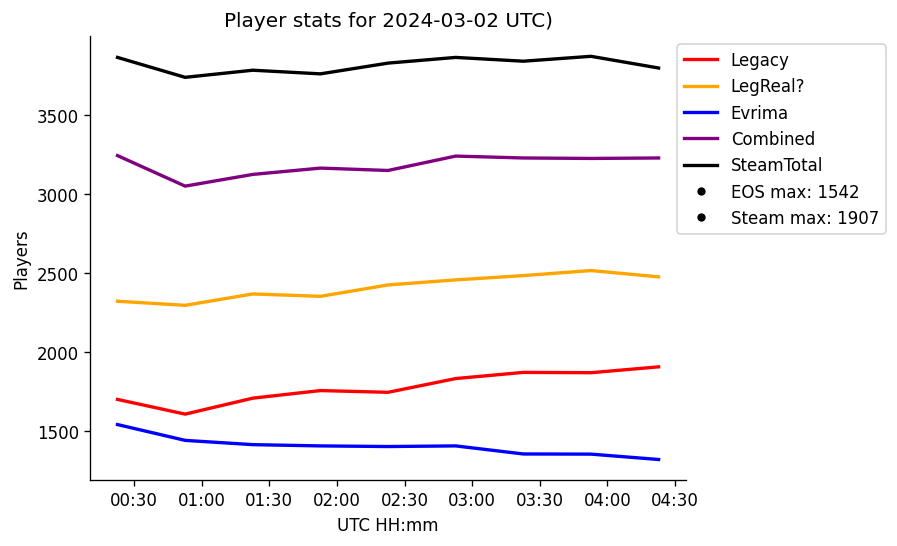 Player stats for 2024-03-02 UTC)
Legacy
LegReal?
Evrima
Combined
SteamTotal
EOS max: 1542
Steam max: 1907
3500
3000
2500
2000
1500
Players
00:30 01:00 01:30 02:00 02:30 03:00 03:30 04:00 04:30
UTC HH:mm